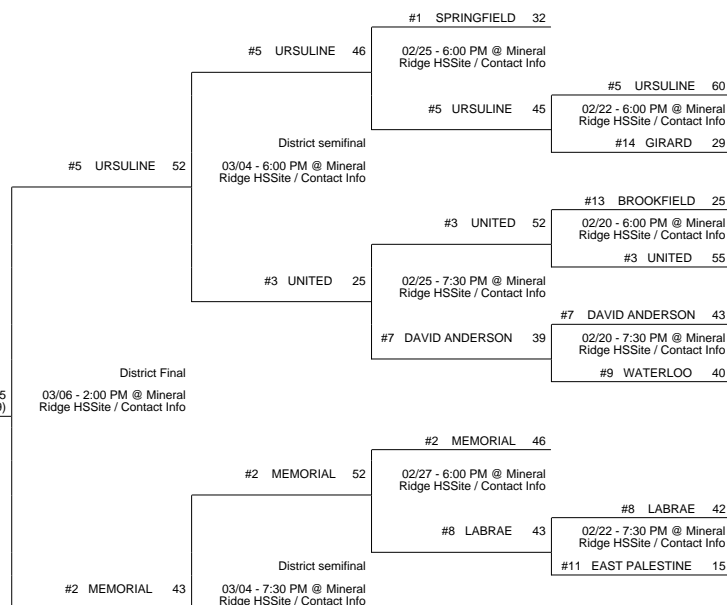 #1 SPRINGFIELD 32
#5 URSULINE 46
02/25 - 6:00 PM @ Mineral
Ridge HSSite / Contact Info
#5 URSULINE 60
#5 URSULINE 45
02/22 - 6:00 PM @ Mineral
Ridge HSSite / Contact Info
#14 GIRARD 29
District semifinal
#5 URSULINE 52
03/04 - 6:00 PM @ Mineral
Ridge HSSite / Contact Info
#13 BROOKFIELD 25
#3 UNITED 52
02/20 - 6:00 PM @ Mineral
Ridge HSSite / Contact Info
#3 UNITED 55
#3 UNITED 25
02/25 - 7:30 PM @ Mineral
Ridge HSSite / Contact Info
#7 DAVID ANDERSON 43
#7 DAVID ANDERSON 39
02/20 - 7:30 PM @ Mineral
Ridge HSSite / Contact Info
#9 WATERLOO 40
District Final
03/06 - 2:00 PM @ Mineral
Ridge HSSite / Contact Info
#2 MEMORIAL 46
#2 MEMORIAL 52
02/27 - 6:00 PM @ Mineral
Ridge HSSite / Contact Info
#8 LABRAE 42
#8 LABRAE 43
02/22 - 7:30 PM @ Mineral
Ridge HSSite / Contact Info
#11 EAST PALESTINE 15
District semifinal
#2 MEMORIAL 43
03/04 - 7:30 PM @ Mineral
Ridge HSSite / Contact Info